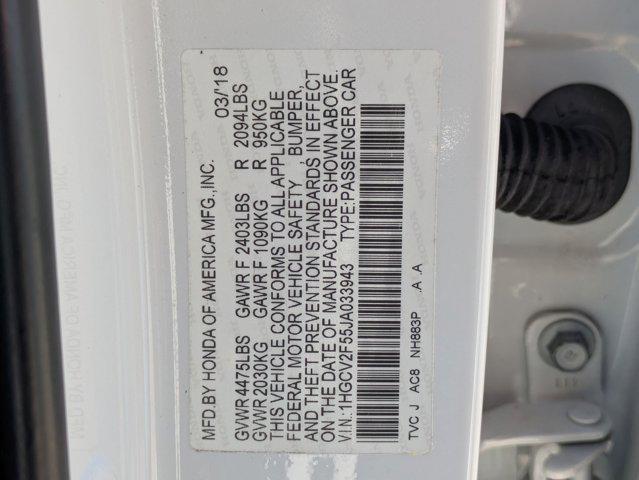 MFD.BY HONDA OF AMERICA MFG.,INC. 03/'18
GVWR 4475LBS GAWR F 2403LBS R 2094LBS
GVWR 2030KG GAWR F 1090KG R 950KG
THIS VEHICLE CONFORMS TO ALL APPLICABLE
FEDERAL MOTOR VEHICLE SAFETY , BUMPER,
AND THEFT PREVENTION STANDARDS IN EFFECT
ON THE DATE OF MANUFACTURE SHOWN ABOVE.
V.I.N.:1HGCV2F55JA033943 TYPE:PASSENGER CAR
TVC J AC8 NH883P .A .A